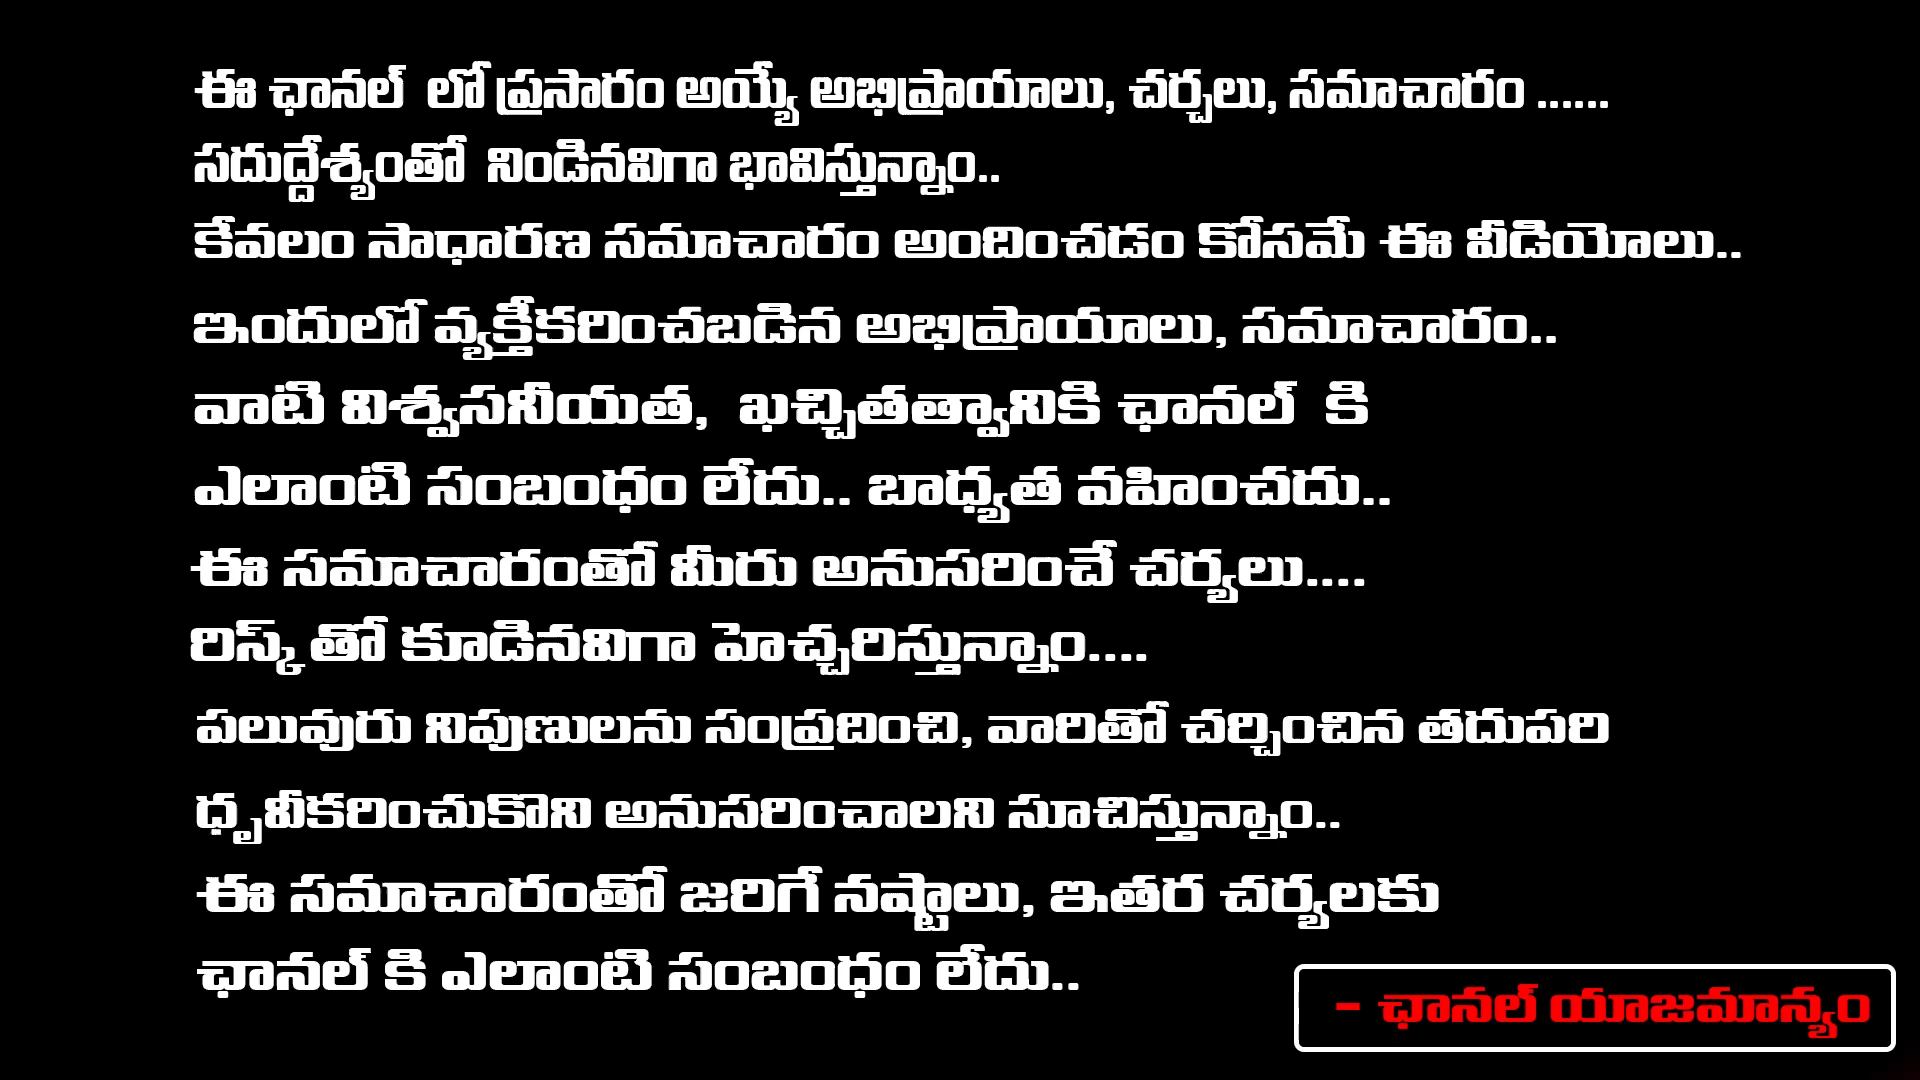 ఈ ఛానల్ లో ప్రసారం అయ్యే అభిప్రాయాలు, చర్చలు, సమాచారం ......
సదుద్దేశ్యంతో నిండినవిగా భావిస్తున్నాం..
కేవలం సాధారణ సమాచారం అందించడం కోసమే ఈ వీడియోలు..
ఇందులో వ్యక్తీకరించబడిన అభిప్రాయాలు, సమాచారం..
వాటి విశ్వసనీయత, ఖచ్చితత్వానికి ఛానల్ కి
ఎలాంటి సంబంధం లేదు.. బాధ్యత వహించదు..
ఈ సమాచారంతో మీరు అనుసరించే చర్యలు....
రిస్క్ తో కూడినవిగా హెచ్చరిస్తున్నాం....
పలువురు నిపుణులను సంప్రదించి, వారితో చర్చించిన తదుపరి
ధృవీకరించుకొని అనుసరించాలని సూచిస్తున్నాం..
ఈ సమాచారంతో జరిగే నష్టాలు, ఇతర చర్యలకు
ఛానల్ కి ఎలాంటి సంబంధం లేదు..
- ఛానల్ యాజమాన్యం